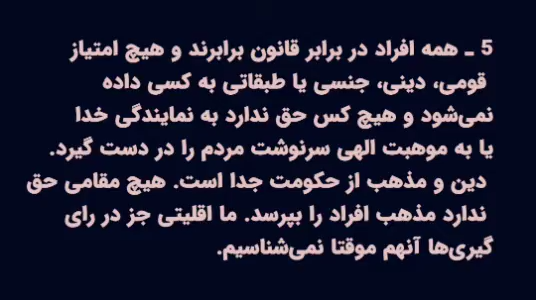 5 ـ همه افراد در برابر قانون برابرند و هیچ امتیاز
قومی، دینی، جنسی یا طبقاتی به کسی داده
نمی‌شود و هیچ کس حق ندارد به نمایندگی خدا
یا به موهبت الهی سرنوشت مردم را در دست گیرد.
دین و مذهب از حکومت جدا است. هیچ مقامی حق
ندارد مذهب افراد را بپرسد. ما اقلیتی جز در رای
گیری‌ها آنهم موقتا نمی‌شناسیم.